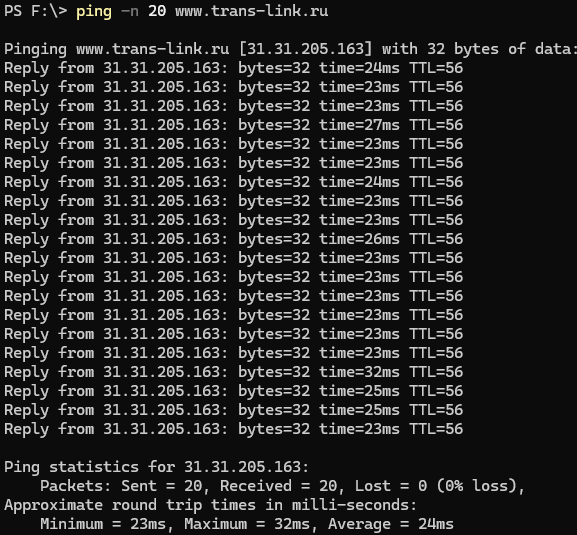 PS F:\> ping -n 20 www.trans-link.ru
Pinging www.trans-link.ru [31.31.205.163] with 32 bytes of data:
Reply from 31.31.205.163: bytes=32 time=24ms TTL=56
Reply from 31.31.205.163: bytes=32 time=23ms TTL=56
Reply from 31.31.205.163: bytes=32 time=23ms TTL=56
Reply from 31.31.205.163: bytes=32 time=27ms TTL=56
Reply from 31.31.205.163: bytes=32 time=23ms TTL=56
Reply from 31.31.205.163: bytes=32 time=23ms TTL=56
Reply from 31.31.205.163: bytes=32 time=24ms TTL=56
Reply from 31.31.205.163: bytes=32 time=23ms TTL=56
Reply from 31.31.205.163: bytes=32 time=23ms TTL=56
Reply from 31.31.205.163: bytes=32 time=26ms TTL=56
Reply from 31.31.205.163: bytes=32 time=23ms TTL=56
Reply from 31.31.205.163: bytes=32 time=23ms TTL=56
Reply from 31.31.205.163: bytes=32 time=23ms TTL=56
Reply from 31.31.205.163: bytes=32 time=23ms TTL=56
Reply from 31.31.205.163: bytes=32 time=23ms TTL=56
Reply from 31.31.205.163: bytes=32 time=23ms TTL=56
Reply from 31.31.205.163: bytes=32 time=32ms TTL=56
Reply from 31.31.205.163: bytes=32 time=25ms TTL=56
Reply from 31.31.205.163: bytes=32 time=25ms TTL=56
Reply from 31.31.205.163: bytes=32 time=23ms TTL=56
Ping statistics for 31.31.205.163:
    Packets: Sent = 20, Received = 20, Lost = 0 (0% loss),
Approximate round trip times in milli-seconds:
    Minimum = 23ms, Maximum = 32ms, Average = 24ms